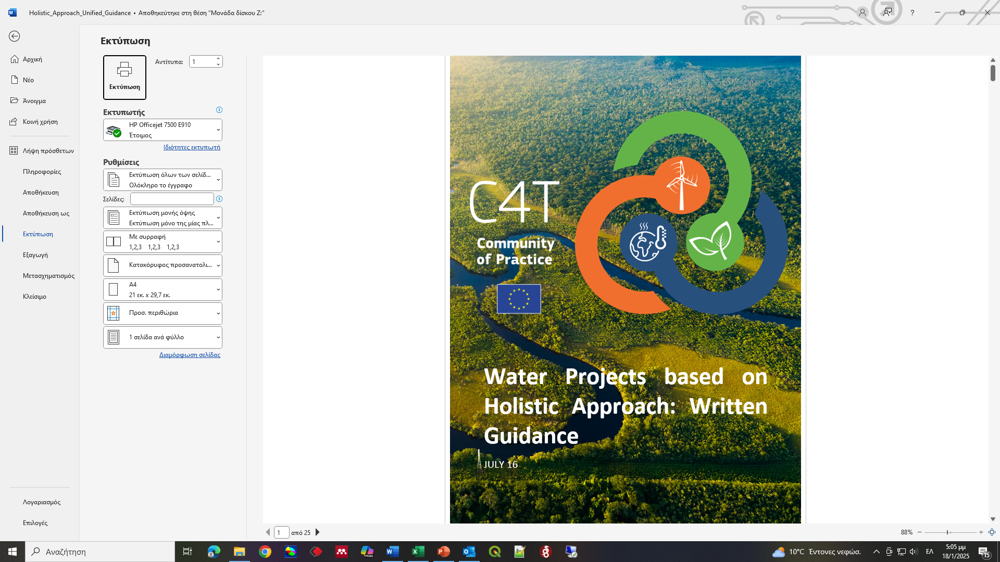 Holistic_Approach_Unified_Guidance • Αποθηκεύτηκε στη θέση "Μονάδα δίσκου Z:"
?
Εκτύπωση
Αρχική
Νέο
Άνοιγμα
Κοινή χρήση
Λήψη πρόσθετων
Πληροφορίες
Αποθήκευση
Αποθήκευση ως
Εκτύπωση
Εξαγωγή
Μετασχηματισμός
Κλείσιμο
Λογαριασμός
Επιλογές
Εκτύπωση
Αντίτυπα: 1
Εκτυπωτής
HP Officejet 7500 E910
Έτοιμος
Ιδιότητες εκτυπωτή
Ρυθμίσεις
Εκτύπωση όλων των σελίδ...
Ολόκληρο το έγγραφο
Σελίδες:
Εκτύπωση μονής όψης
Εκτύπωση μόνο της μίας πλ...
Με συρραφή
1,2,3 1,2,3 1,2,3
Κατακόρυφος προσανατολι...
A4
21 εκ. x 29,7 εκ.
Προσ. περιθώρια
1 σελίδα ανά φύλλο
Διαμόρφωση σελίδας
C4T
Community
of Practice
Water Projects based on
Holistic Approach: Written
Guidance
JULY 16
1 από 25
88%
Αναζήτηση
M365
10°C Έντονες νεφώσ.
ΕΛ
5:05 μμ
18/1/2025
15